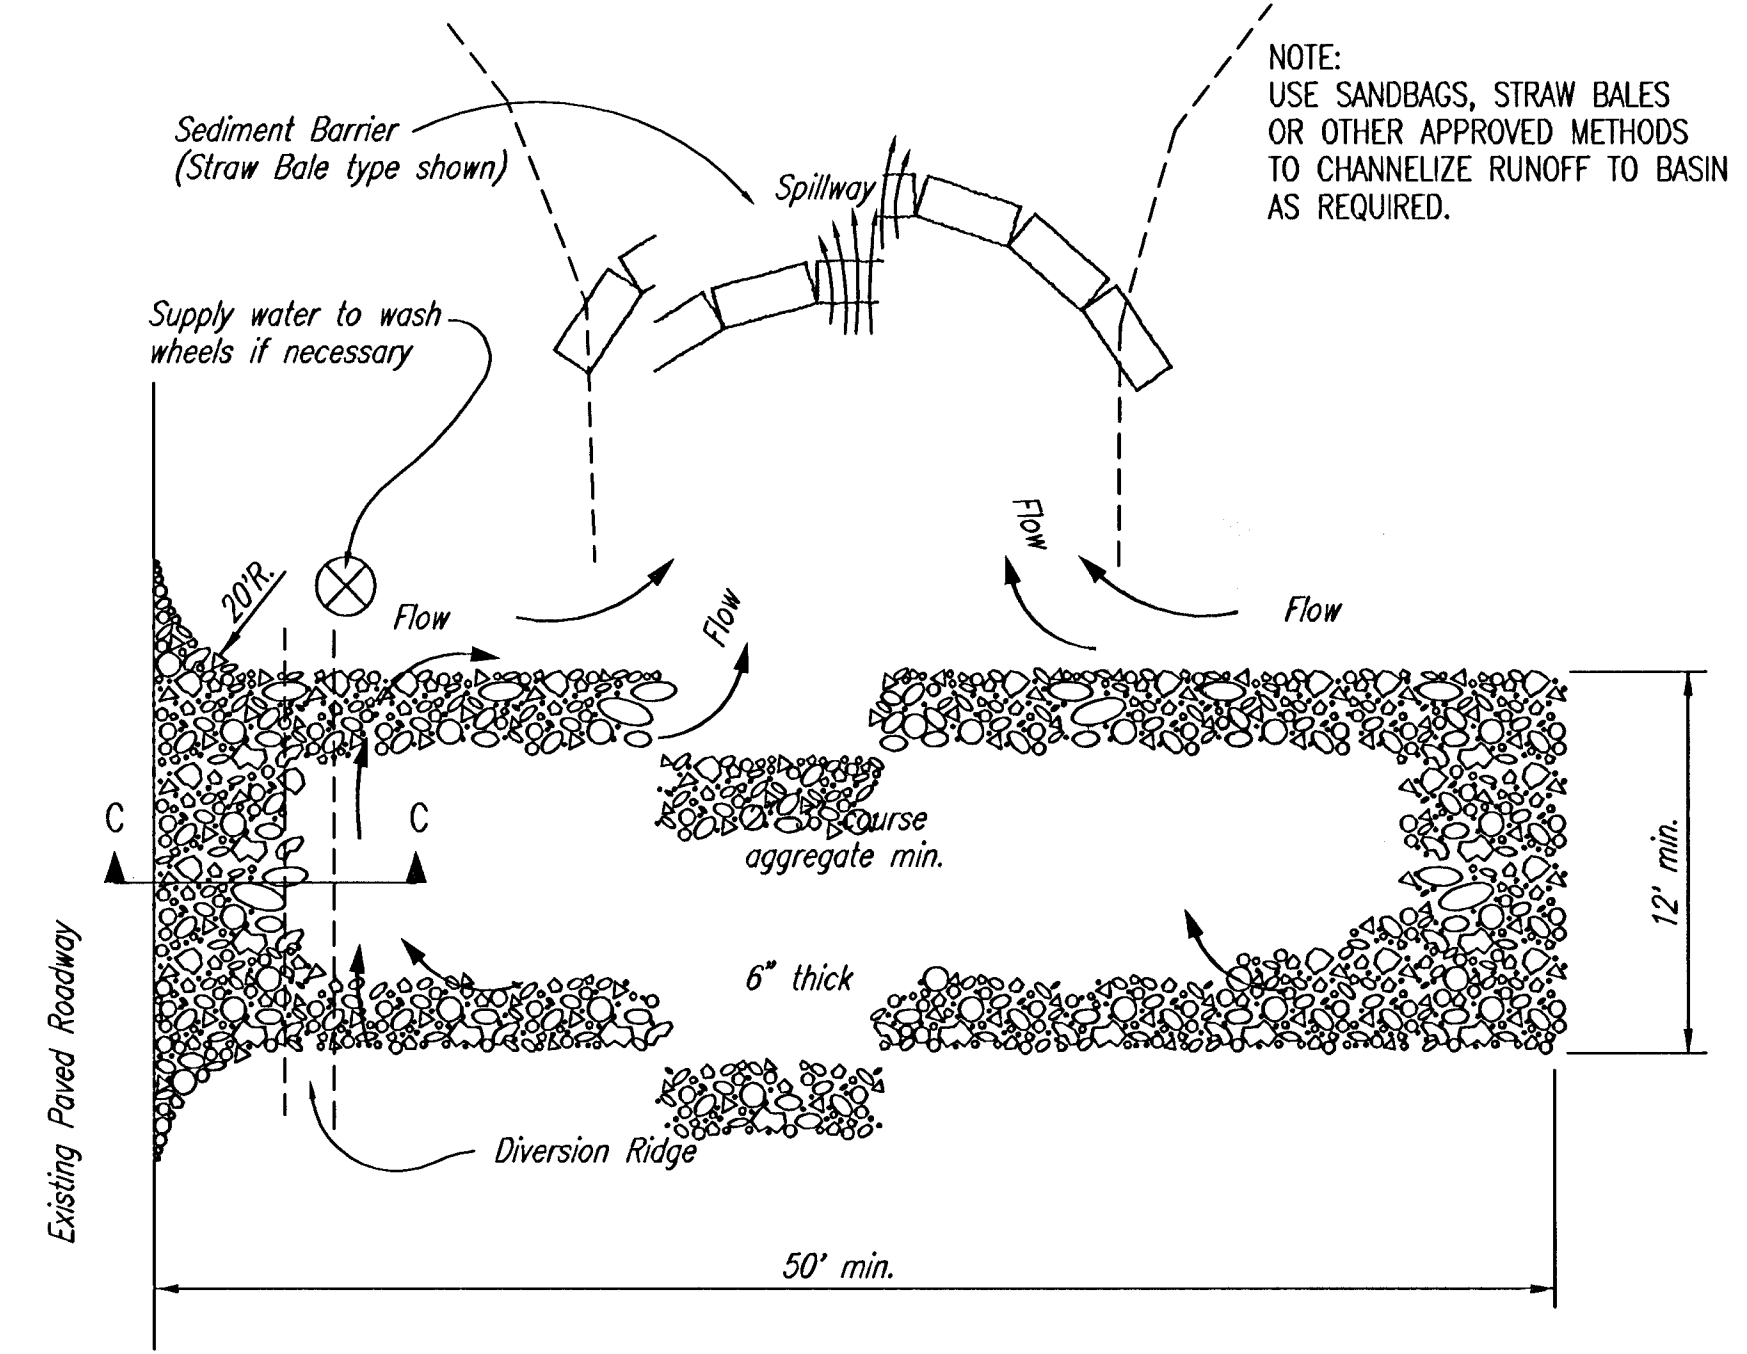 NOTE:
USE SANDBAGS, STRAW BALES
OR OTHER APPROVED METHODS
TO CHANNELIZE RUNOFF TO BASIN
AS REQUIRED.
Sediment Barrier
(Straw Bale type shown)
Spillway
Supply water to wash
wheels if necessary
20'R.
Flow
Flow
Flow
Flow
C
C
course
aggregate min.
6" thick
12' min.
Existing Paved Roadway
Diversion Ridge
50' min.